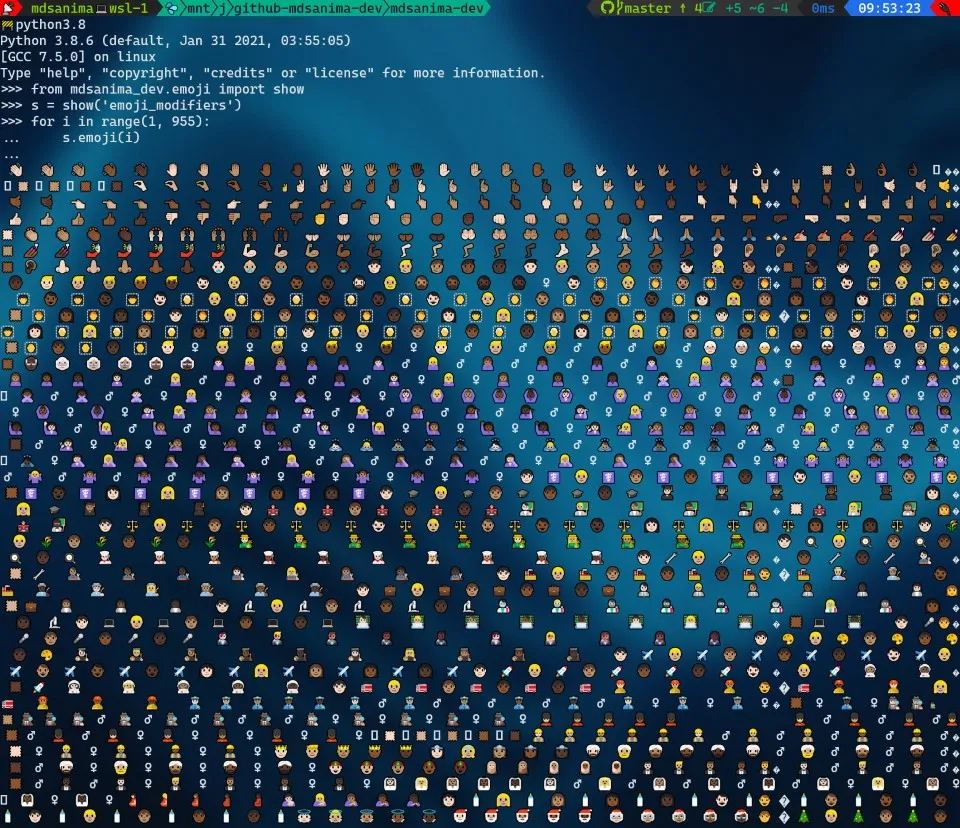 mdsanima wsl-1 mnt j github-mdsanima-dev mdsanima-dev master ↑ 4 +5 ~6 -4 0ms 09:53:23
python3.8
Python 3.8.6 (default, Jan 31 2021, 03:55:05)
[GCC 7.5.0] on linux
Type "help", "copyright", "credits" or "license" for more information.
>>> from mdsanima_dev.emoji import show
>>> s = show('emoji_modifiers')
>>> for i in range(1, 955):
...     s.emoji(i)
...